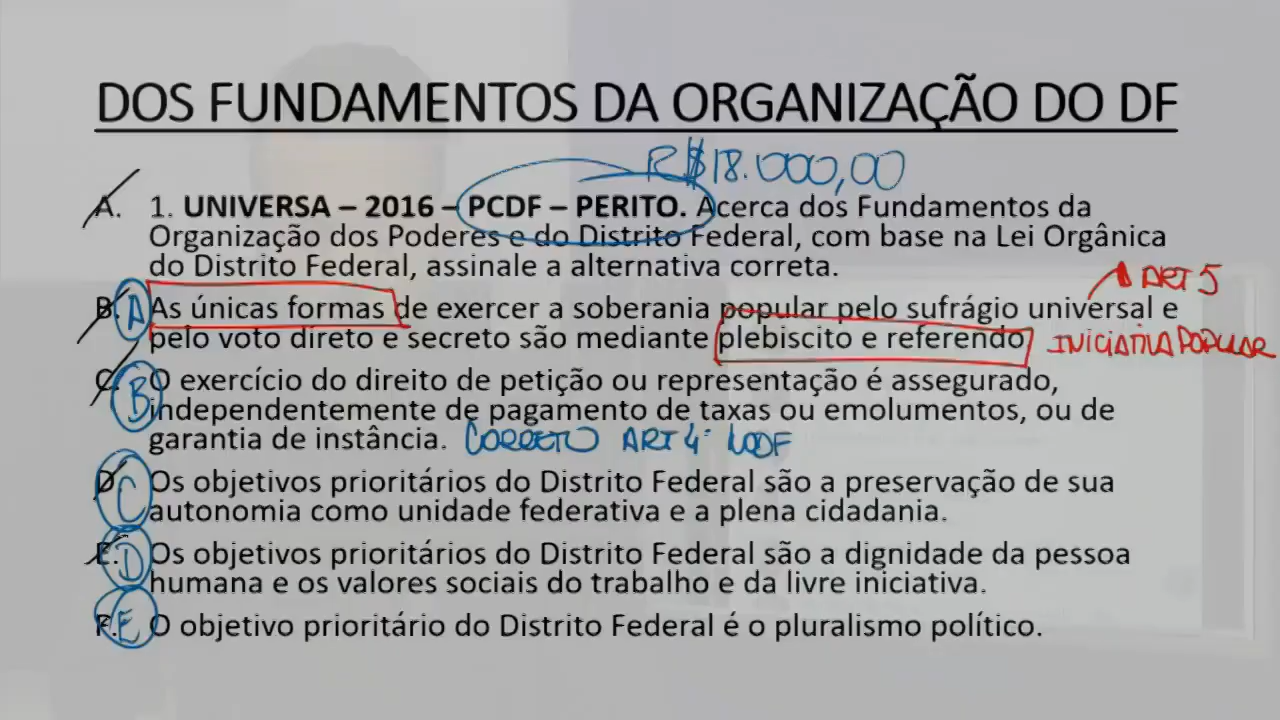 DOS FUNDAMENTOS DA ORGANIZAÇÃO DO DF
R$18.000,00
A. 1. UNIVERSA – 2016 – PCDF – PERITO. Acerca dos Fundamentos da
Organização dos Poderes e do Distrito Federal, com base na Lei Orgânica
do Distrito Federal, assinale a alternativa correta.
ART 5
B. A As únicas formas de exercer a soberania popular pelo sufrágio universal e
pelo voto direto e secreto são mediante plebiscito e referendo INICIATIVA POPULAR
C. B O exercício do direito de petição ou representação é assegurado,
independentemente de pagamento de taxas ou emolumentos, ou de
garantia de instância. CORRETO ART 4º LODF
D. C Os objetivos prioritários do Distrito Federal são a preservação de sua
autonomia como unidade federativa e a plena cidadania.
E. D Os objetivos prioritários do Distrito Federal são a dignidade da pessoa
humana e os valores sociais do trabalho e da livre iniciativa.
F. E O objetivo prioritário do Distrito Federal é o pluralismo político.